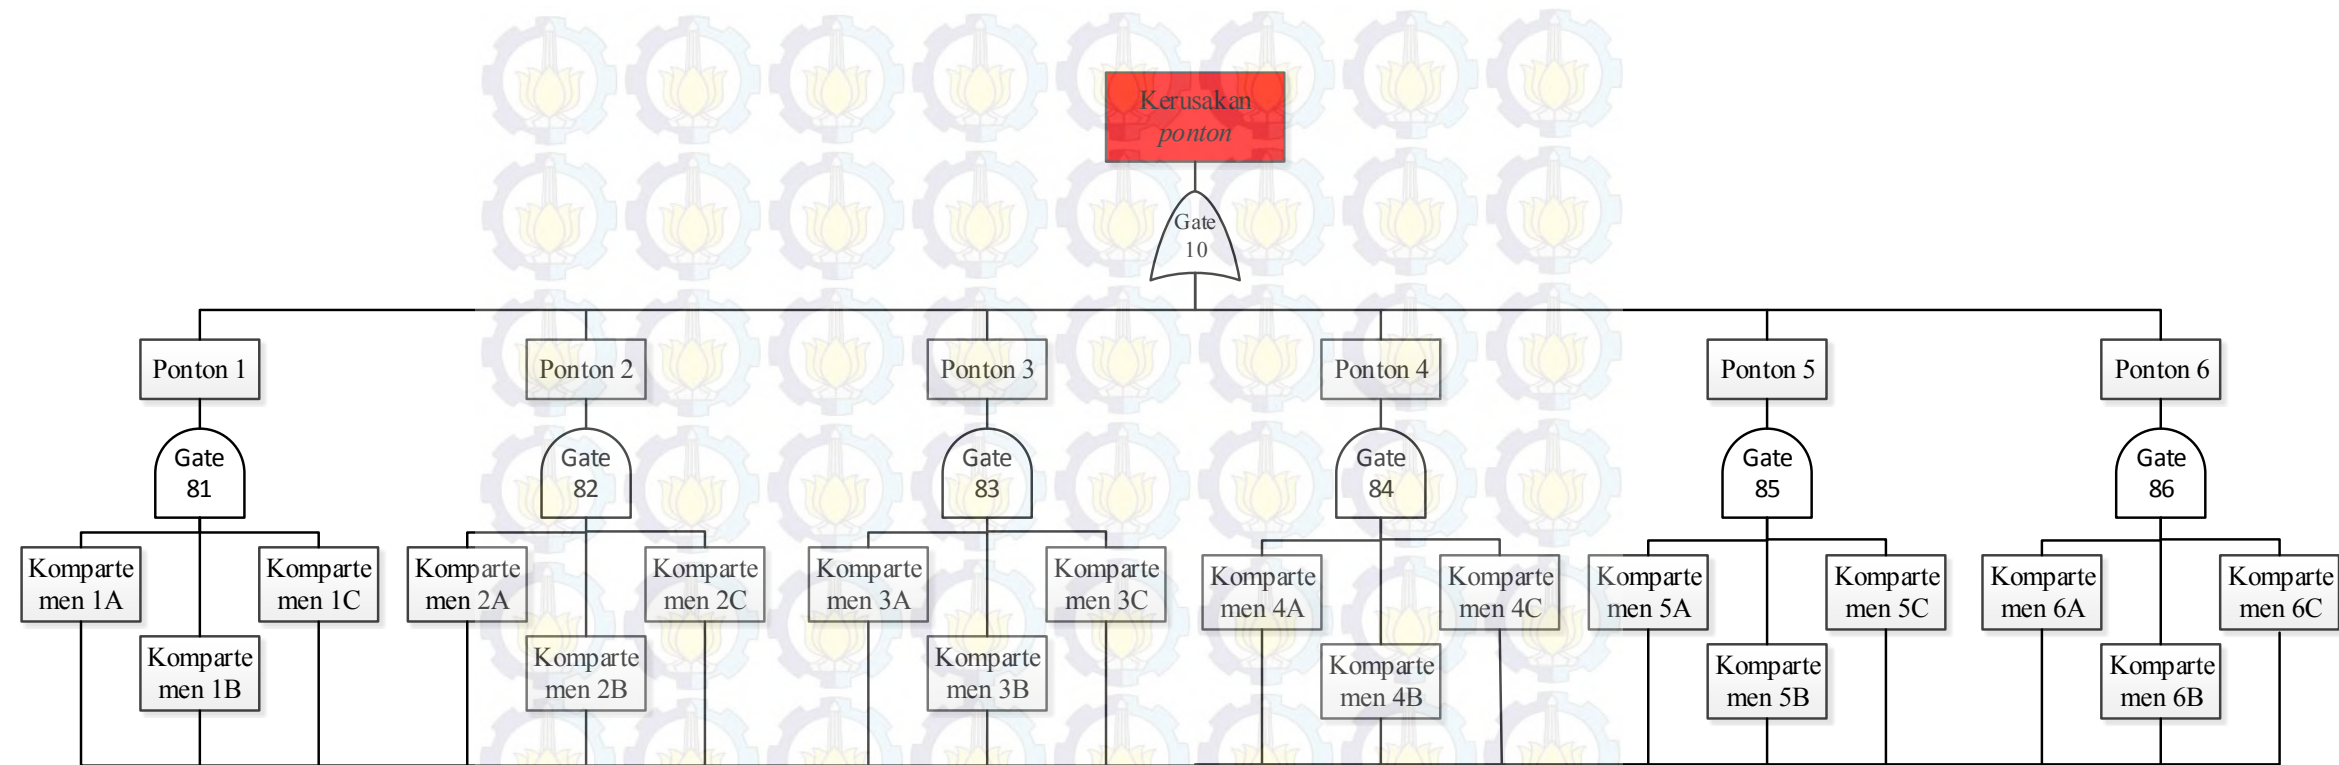 Kerusakan
ponton
Gate
10
Ponton 1
Ponton 2
Ponton 3
Ponton 4
Ponton 5
Ponton 6
Gate
81
Gate
82
Gate
83
Gate
84
Gate
85
Gate
86
Komparte
men 1A
Komparte
men 1C
Komparte
men 2A
Komparte
men 2C
Komparte
men 3A
Komparte
men 3C
Komparte
men 4A
Komparte
men 4C
Komparte
men 5A
Komparte
men 5C
Komparte
men 6A
Komparte
men 6C
Komparte
men 1B
Komparte
men 2B
Komparte
men 3B
Komparte
men 4B
Komparte
men 5B
Komparte
men 6B